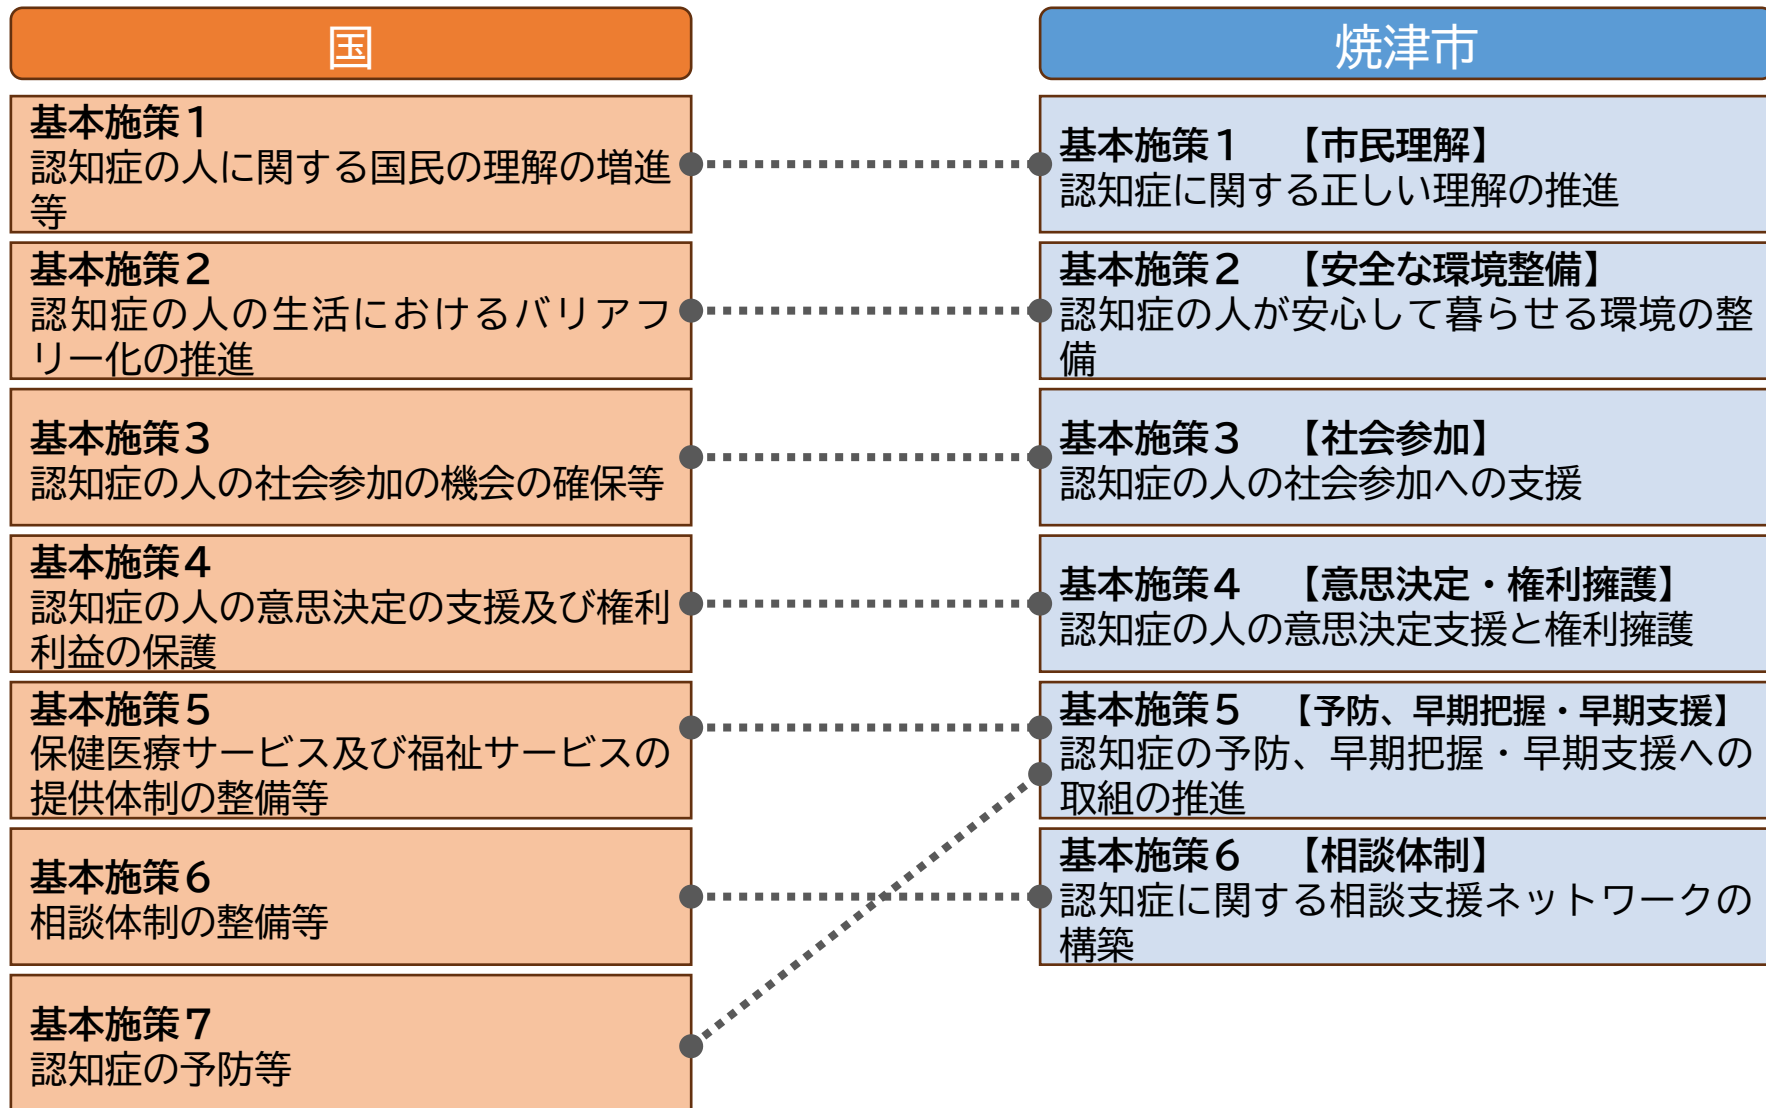 国
基本施策１
認知症の人に関する国民の理解の増進
等
基本施策２
認知症の人の生活におけるバリアフ
リー化の推進
基本施策３
認知症の人の社会参加の機会の確保等
基本施策４
認知症の人の意思決定の支援及び権利
利益の保護
基本施策５
保健医療サービス及び福祉サービスの
提供体制の整備等
基本施策６
相談体制の整備等
基本施策７
認知症の予防等
焼津市
基本施策１　【市民理解】
認知症に関する正しい理解の推進
基本施策２　【安全な環境整備】
認知症の人が安心して暮らせる環境の整
備
基本施策３　【社会参加】
認知症の人の社会参加への支援
基本施策４　【意思決定・権利擁護】
認知症の人の意思決定支援と権利擁護
基本施策５　【予防、早期把握・早期支援】
認知症の予防、早期把握・早期支援への
取組の推進
基本施策６　【相談体制】
認知症に関する相談支援ネットワークの
構築